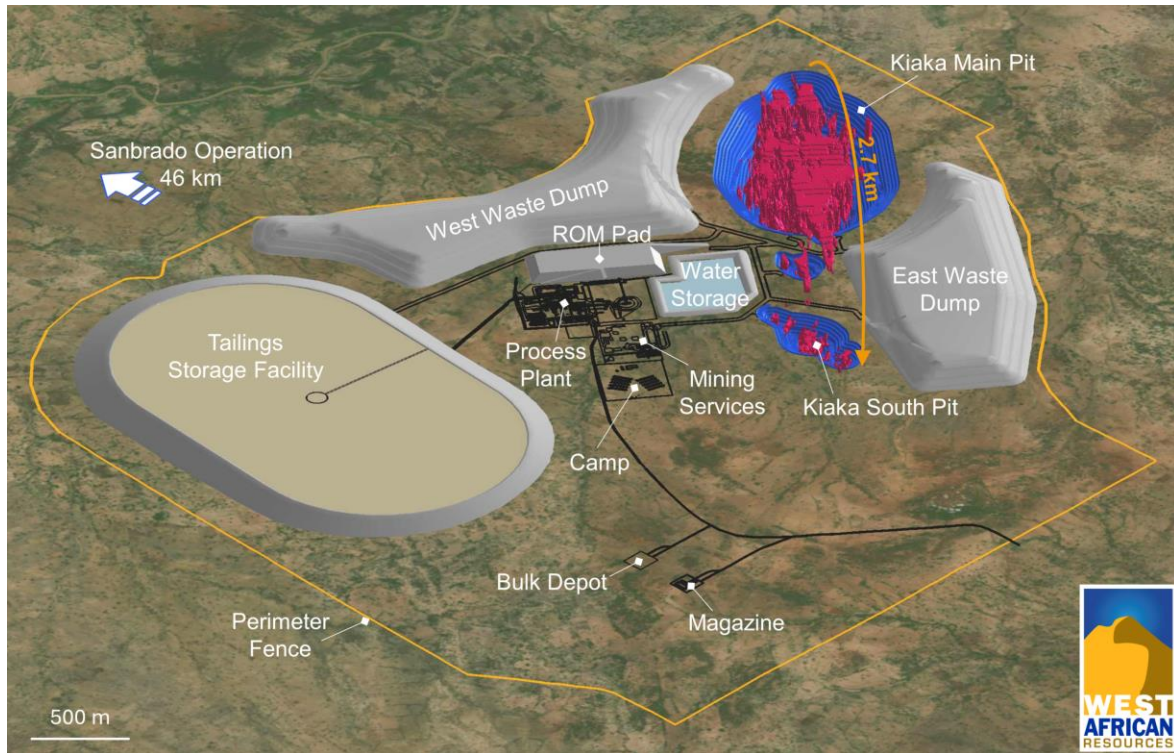 Kiaka Main Pit
Sanbrado Operation
46 km
2.7 km
West Waste Dump
ROM Pad
Water
Storage
East Waste
Dump
Tailings
Storage Facility
Process
Plant
Mining
Services
Kiaka South Pit
Camp
Bulk Depot
Magazine
Perimeter
Fence
500 m
WEST
AFRICAN
RESOURCES